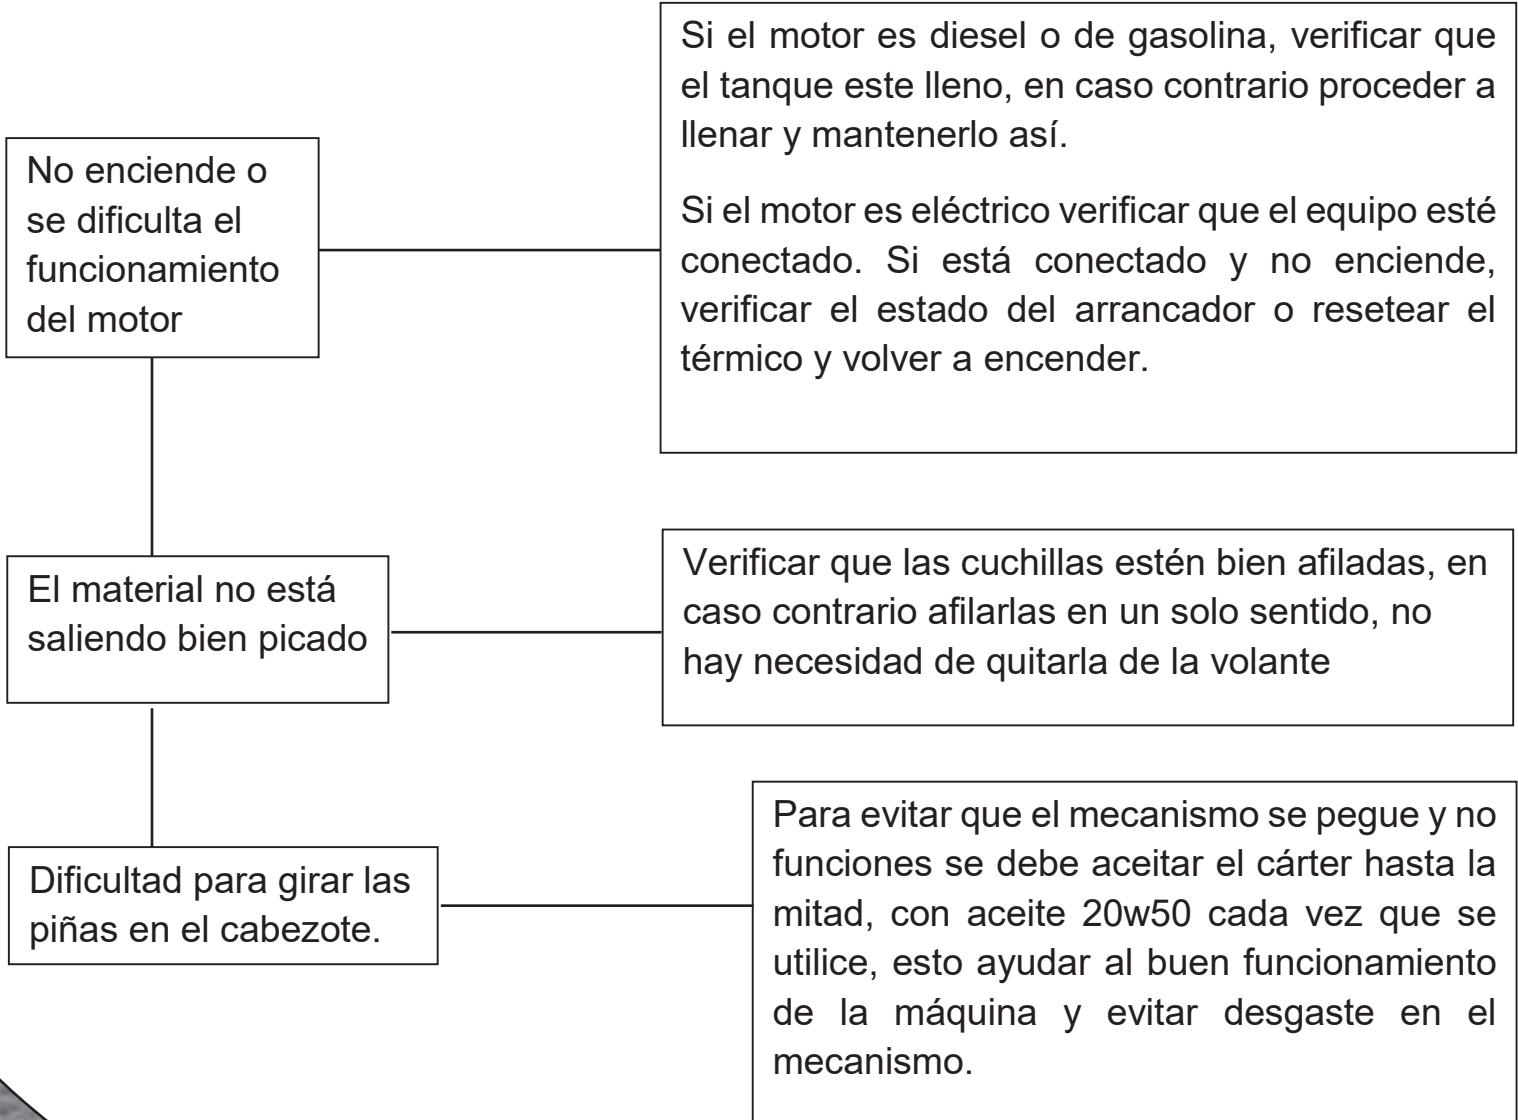 No enciende o
se dificulta el
funcionamiento
del motor
Si el motor es diesel o de gasolina, verificar que
el tanque este lleno, en caso contrario proceder a
llenar y mantenerlo así.
Si el motor es eléctrico verificar que el equipo esté
conectado. Si está conectado y no enciende,
verificar el estado del arrancador o resetear el
térmico y volver a encender.
El material no está
saliendo bien picado
Verificar que las cuchillas estén bien afiladas, en
caso contrario afilarlas en un solo sentido, no
hay necesidad de quitarla de la volante
Dificultad para girar las
piñas en el cabezote.
Para evitar que el mecanismo se pegue y no
funciones se debe aceitar el cárter hasta la
mitad, con aceite 20w50 cada vez que se
utilice, esto ayudar al buen funcionamiento
de la máquina y evitar desgaste en el
mecanismo.